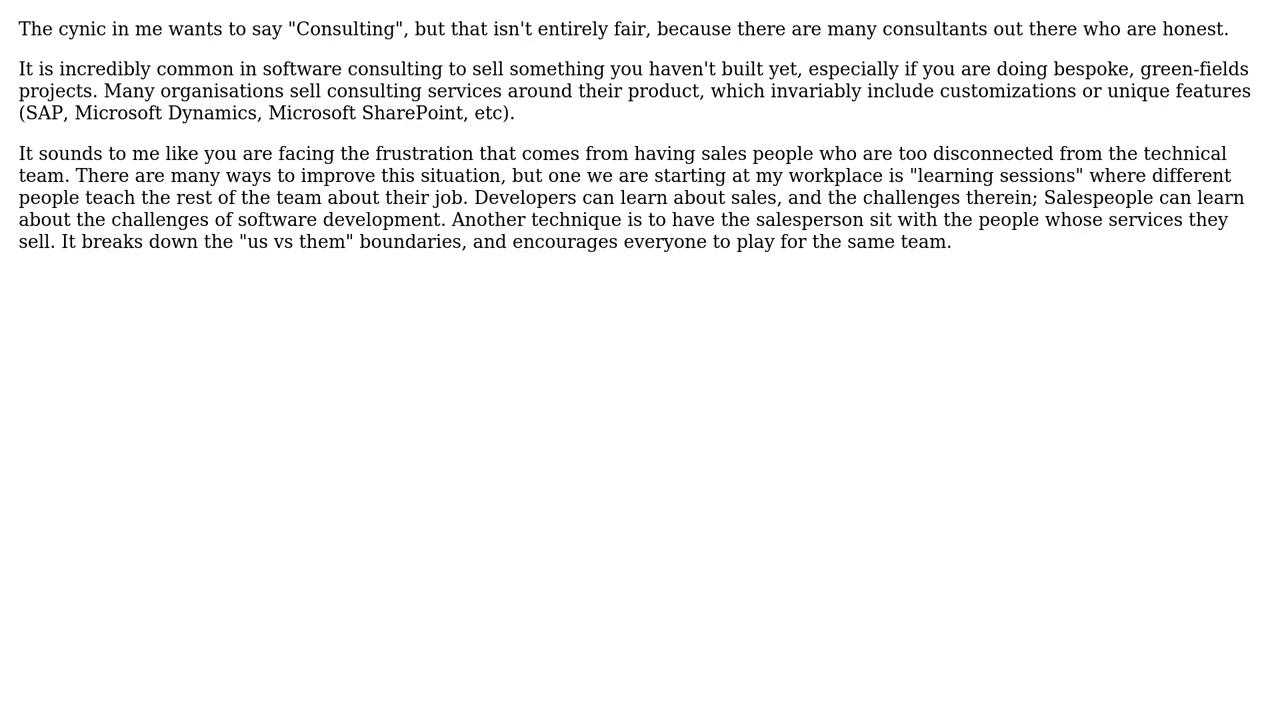 The cynic in me wants to say "Consulting", but that isn't entirely fair, because there are many consultants out there who are honest.
It is incredibly common in software consulting to sell something you haven't built yet, especially if you are doing bespoke, green-fields
projects. Many organisations sell consulting services around their product, which invariably include customizations or unique features
(SAP, Microsoft Dynamics, Microsoft SharePoint, etc).
It sounds to me like you are facing the frustration that comes from having sales people who are too disconnected from the technical
team. There are many ways to improve this situation, but one we are starting at my workplace is "learning sessions" where different
people teach the rest of the team about their job. Developers can learn about sales, and the challenges therein; Salespeople can learn
about the challenges of software development. Another technique is to have the salesperson sit with the people whose services they
sell. It breaks down the "us vs them" boundaries, and encourages everyone to play for the same team.